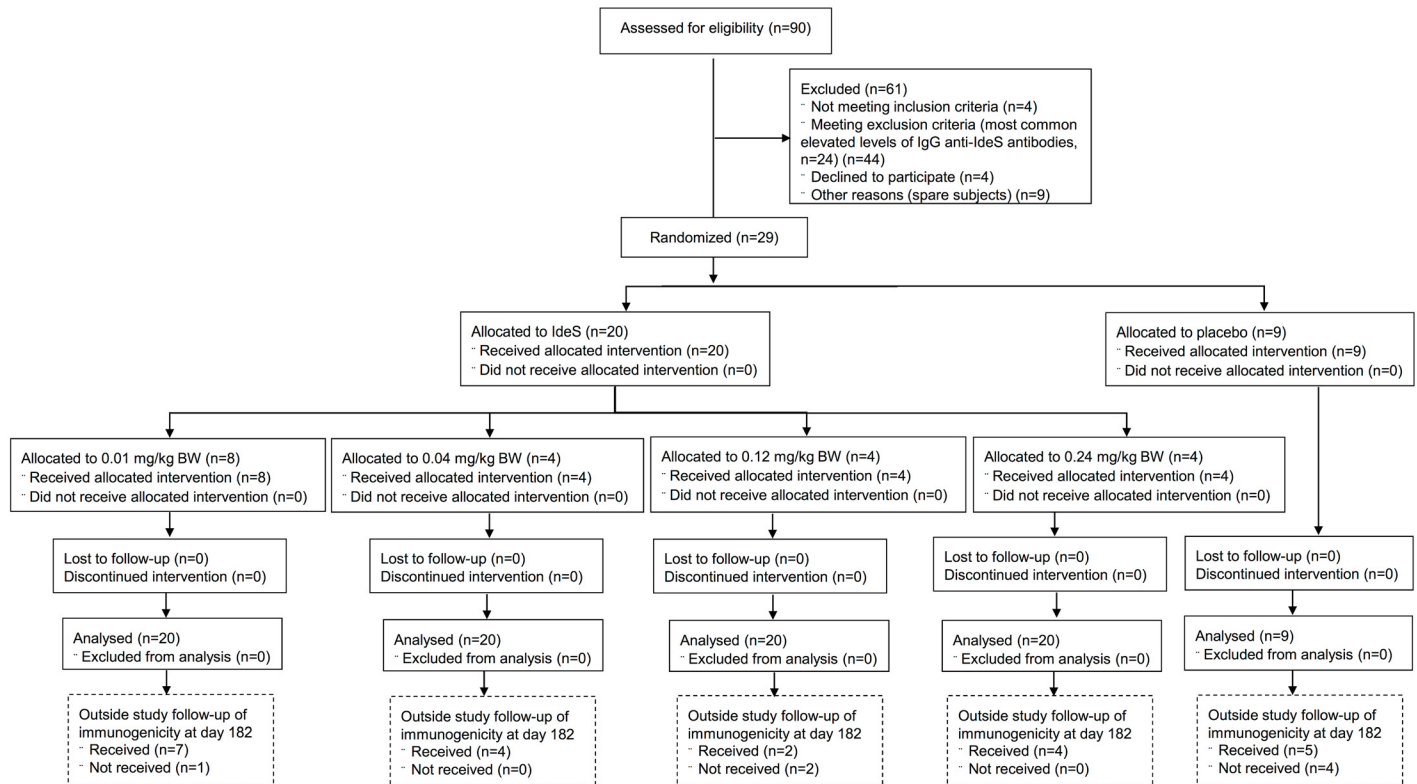 Assessed for eligibility (n=90)
Excluded (n=61)
¨ Not meeting inclusion criteria (n=4)
¨ Meeting exclusion criteria (most common
elevated levels of IgG anti-IdeS antibodies,
n=24) (n=44)
¨ Declined to participate (n=4)
¨ Other reasons (spare subjects) (n=9)
Randomized (n=29)
Allocated to IdeS (n=20)
¨ Received allocated intervention (n=20)
¨ Did not receive allocated intervention (n=0)
Allocated to placebo (n=9)
¨ Received allocated intervention (n=9)
¨ Did not receive allocated intervention (n=0)
Allocated to 0.01 mg/kg BW (n=8)
¨ Received allocated intervention (n=8)
¨ Did not receive allocated intervention (n=0)
Allocated to 0.04 mg/kg BW (n=4)
¨ Received allocated intervention (n=4)
¨ Did not receive allocated intervention (n=0)
Allocated to 0.12 mg/kg BW (n=4)
¨ Received allocated intervention (n=4)
¨ Did not receive allocated intervention (n=0)
Allocated to 0.24 mg/kg BW (n=4)
¨ Received allocated intervention (n=4)
¨ Did not receive allocated intervention (n=0)
Lost to follow-up (n=0)
Discontinued intervention (n=0)
Lost to follow-up (n=0)
Discontinued intervention (n=0)
Lost to follow-up (n=0)
Discontinued intervention (n=0)
Lost to follow-up (n=0)
Discontinued intervention (n=0)
Lost to follow-up (n=0)
Discontinued intervention (n=0)
Analysed (n=20)
¨ Excluded from analysis (n=0)
Analysed (n=20)
¨ Excluded from analysis (n=0)
Analysed (n=20)
¨ Excluded from analysis (n=0)
Analysed (n=20)
¨ Excluded from analysis (n=0)
Analysed (n=9)
¨ Excluded from analysis (n=0)
Outside study follow-up of
immunogenicity at day 182
¨ Received (n=7)
¨ Not received (n=1)
Outside study follow-up of
immunogenicity at day 182
¨ Received (n=4)
¨ Not received (n=0)
Outside study follow-up of
immunogenicity at day 182
¨ Received (n=2)
¨ Not received (n=2)
Outside study follow-up of
immunogenicity at day 182
¨ Received (n=4)
¨ Not received (n=0)
Outside study follow-up of
immunogenicity at day 182
¨ Received (n=5)
¨ Not received (n=4)